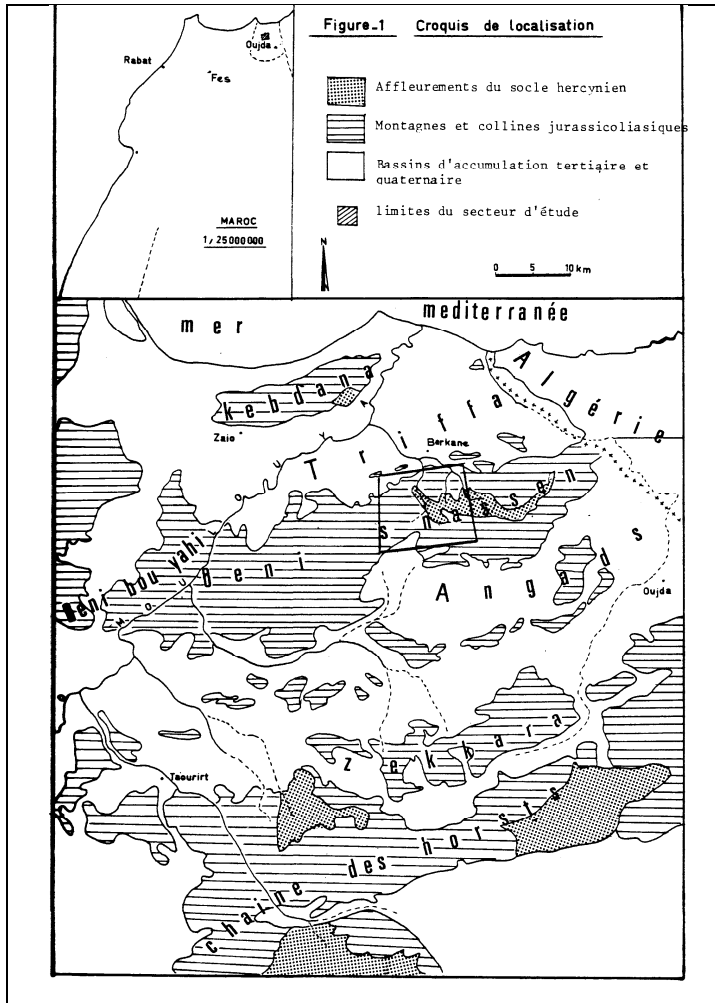 Figure_1 Croquis de localisation
Oujda
Rabat
Fes
Affleurements du socle hercynien
Montagnes et collines jurassicoliasiques
Bassins d'accumulation tertiaire et
quaternaire
limites du secteur d'étude
MAROC
1/25000000
N
0 5 10 km
mer mediterranée
Algérie
kebdana
Zaio
Triffa
Berkane
MOULOUYA
Beni bou yahi
Beni snassen
Angads
Oujda
Zekkara
Taourirt
chaine des horsts